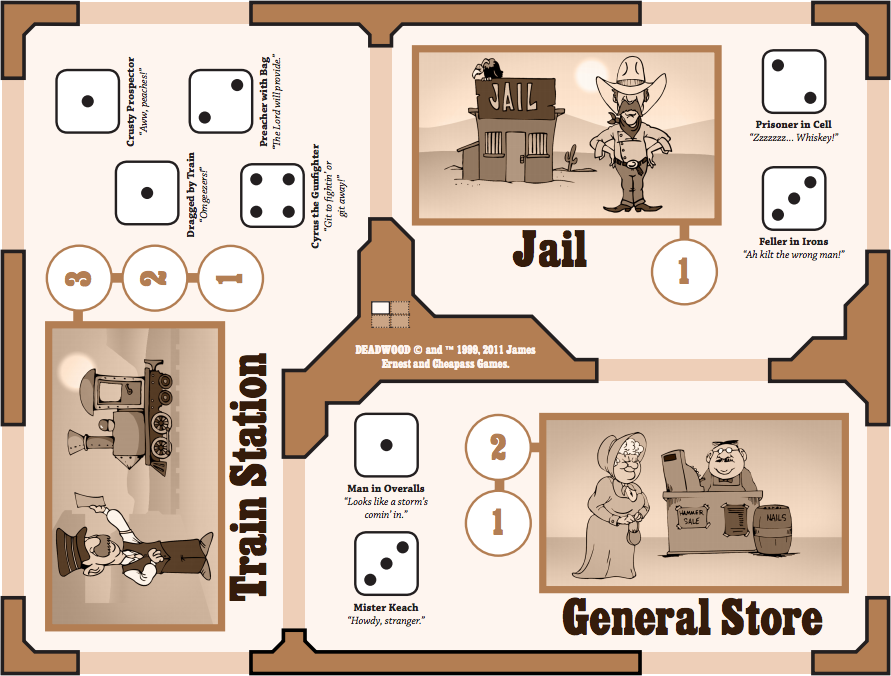 Crusty Prospector
"Aww, peaches!"
Preacher with Bag
"The Lord will provide."
Dragged by Train
"Omgeezers!"
Cyrus the Gunfighter
"Git to fightin' or
git away!"
3
2
1
Train Station
JAIL
Jail
1
Prisoner in Cell
"Zzzzzzz... Whiskey!"
Feller in Irons
"Ah kilt the wrong man!"
DEADWOOD © and ™ 1999, 2011 James
Ernest and Cheapass Games.
Man in Overalls
"Looks like a storm's
comin' in."
Mister Keach
"Howdy, stranger."
2
1
HAMMER
SALE
NAILS
General Store